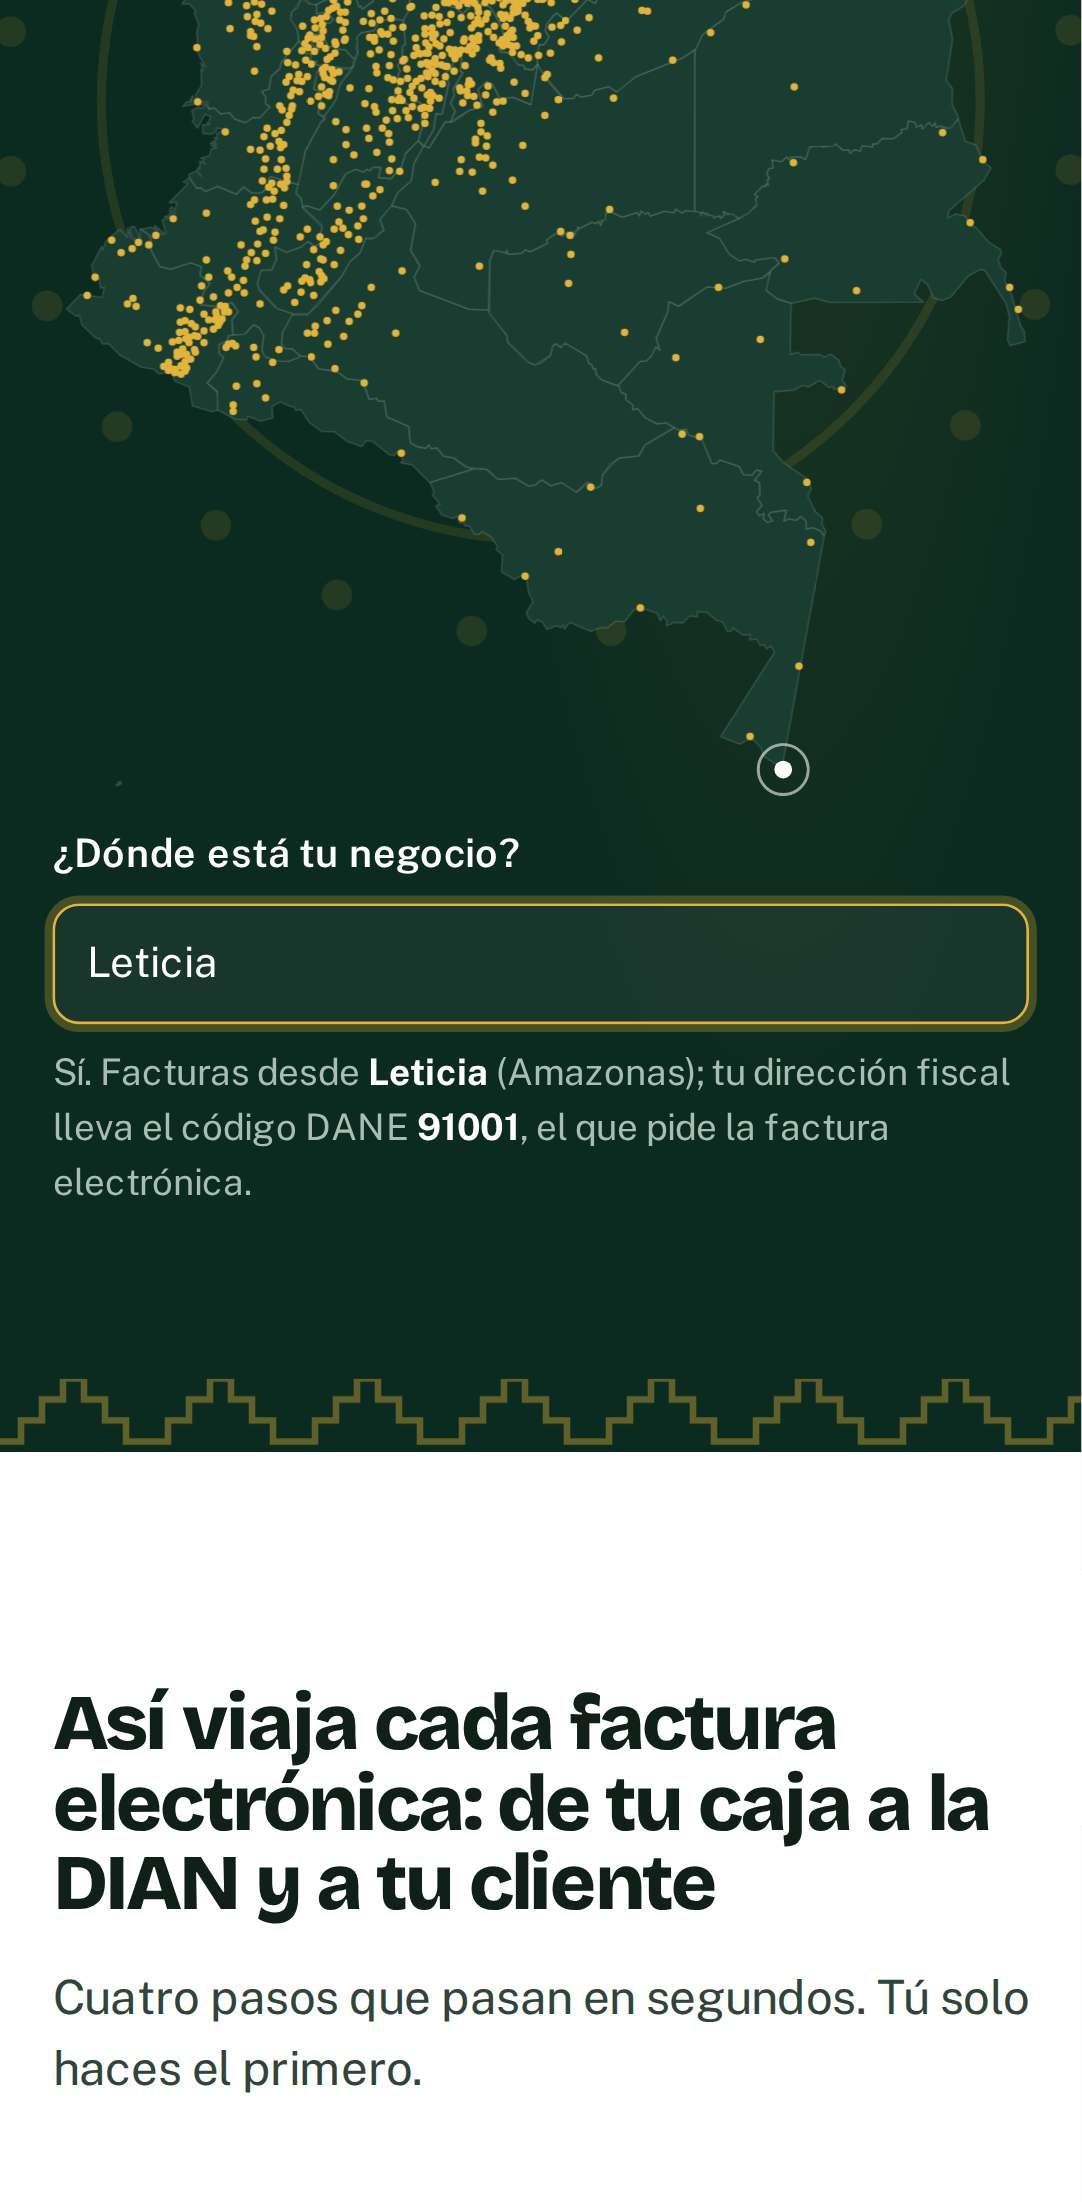 ¿Dónde está tu negocio?
Leticia
Sí. Facturas desde Leticia (Amazonas); tu dirección fiscal
lleva el código DANE 91001, el que pide la factura
electrónica.
Así viaja cada factura
electrónica: de tu caja a la
DIAN y a tu cliente
Cuatro pasos que pasan en segundos. Tú solo
haces el primero.